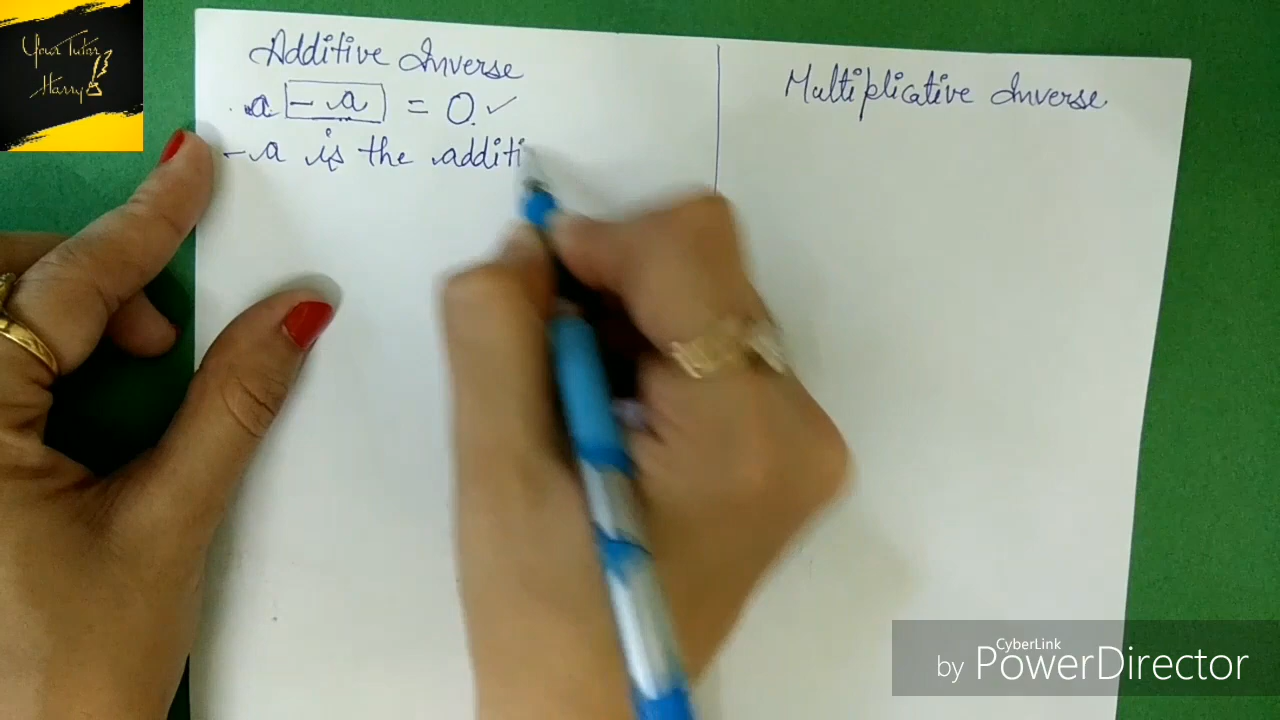 Your Tutor
Harry
Additive Inverse
a - a = 0. ✓
- a is the additi
Multiplicative Inverse
CyberLink
by PowerDirector